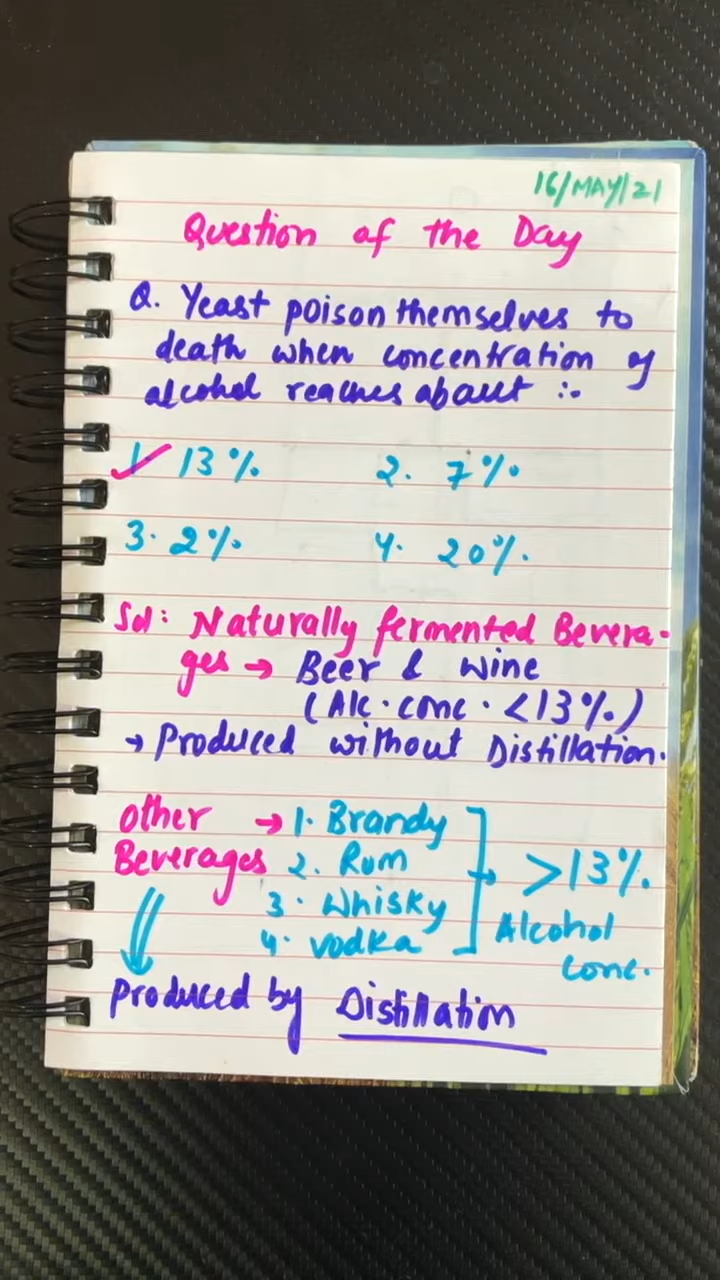 16/MAY/21
Question of the Day
Q. Yeast poison themselves to
death when concentration of
alcohol reaches about :-
1 13%. 2. 7%.
3. 2%. 4. 20%.
Sol: Naturally fermented Bevera-
ges → Beer & wine
(Alc. conc. <13%.)
→ Produced without Distillation.
Other → 1. Brandy
Beverages 2. Rum → >13%.
3. Whisky Alcohol
4. vodka conc.
Produced by Distillation